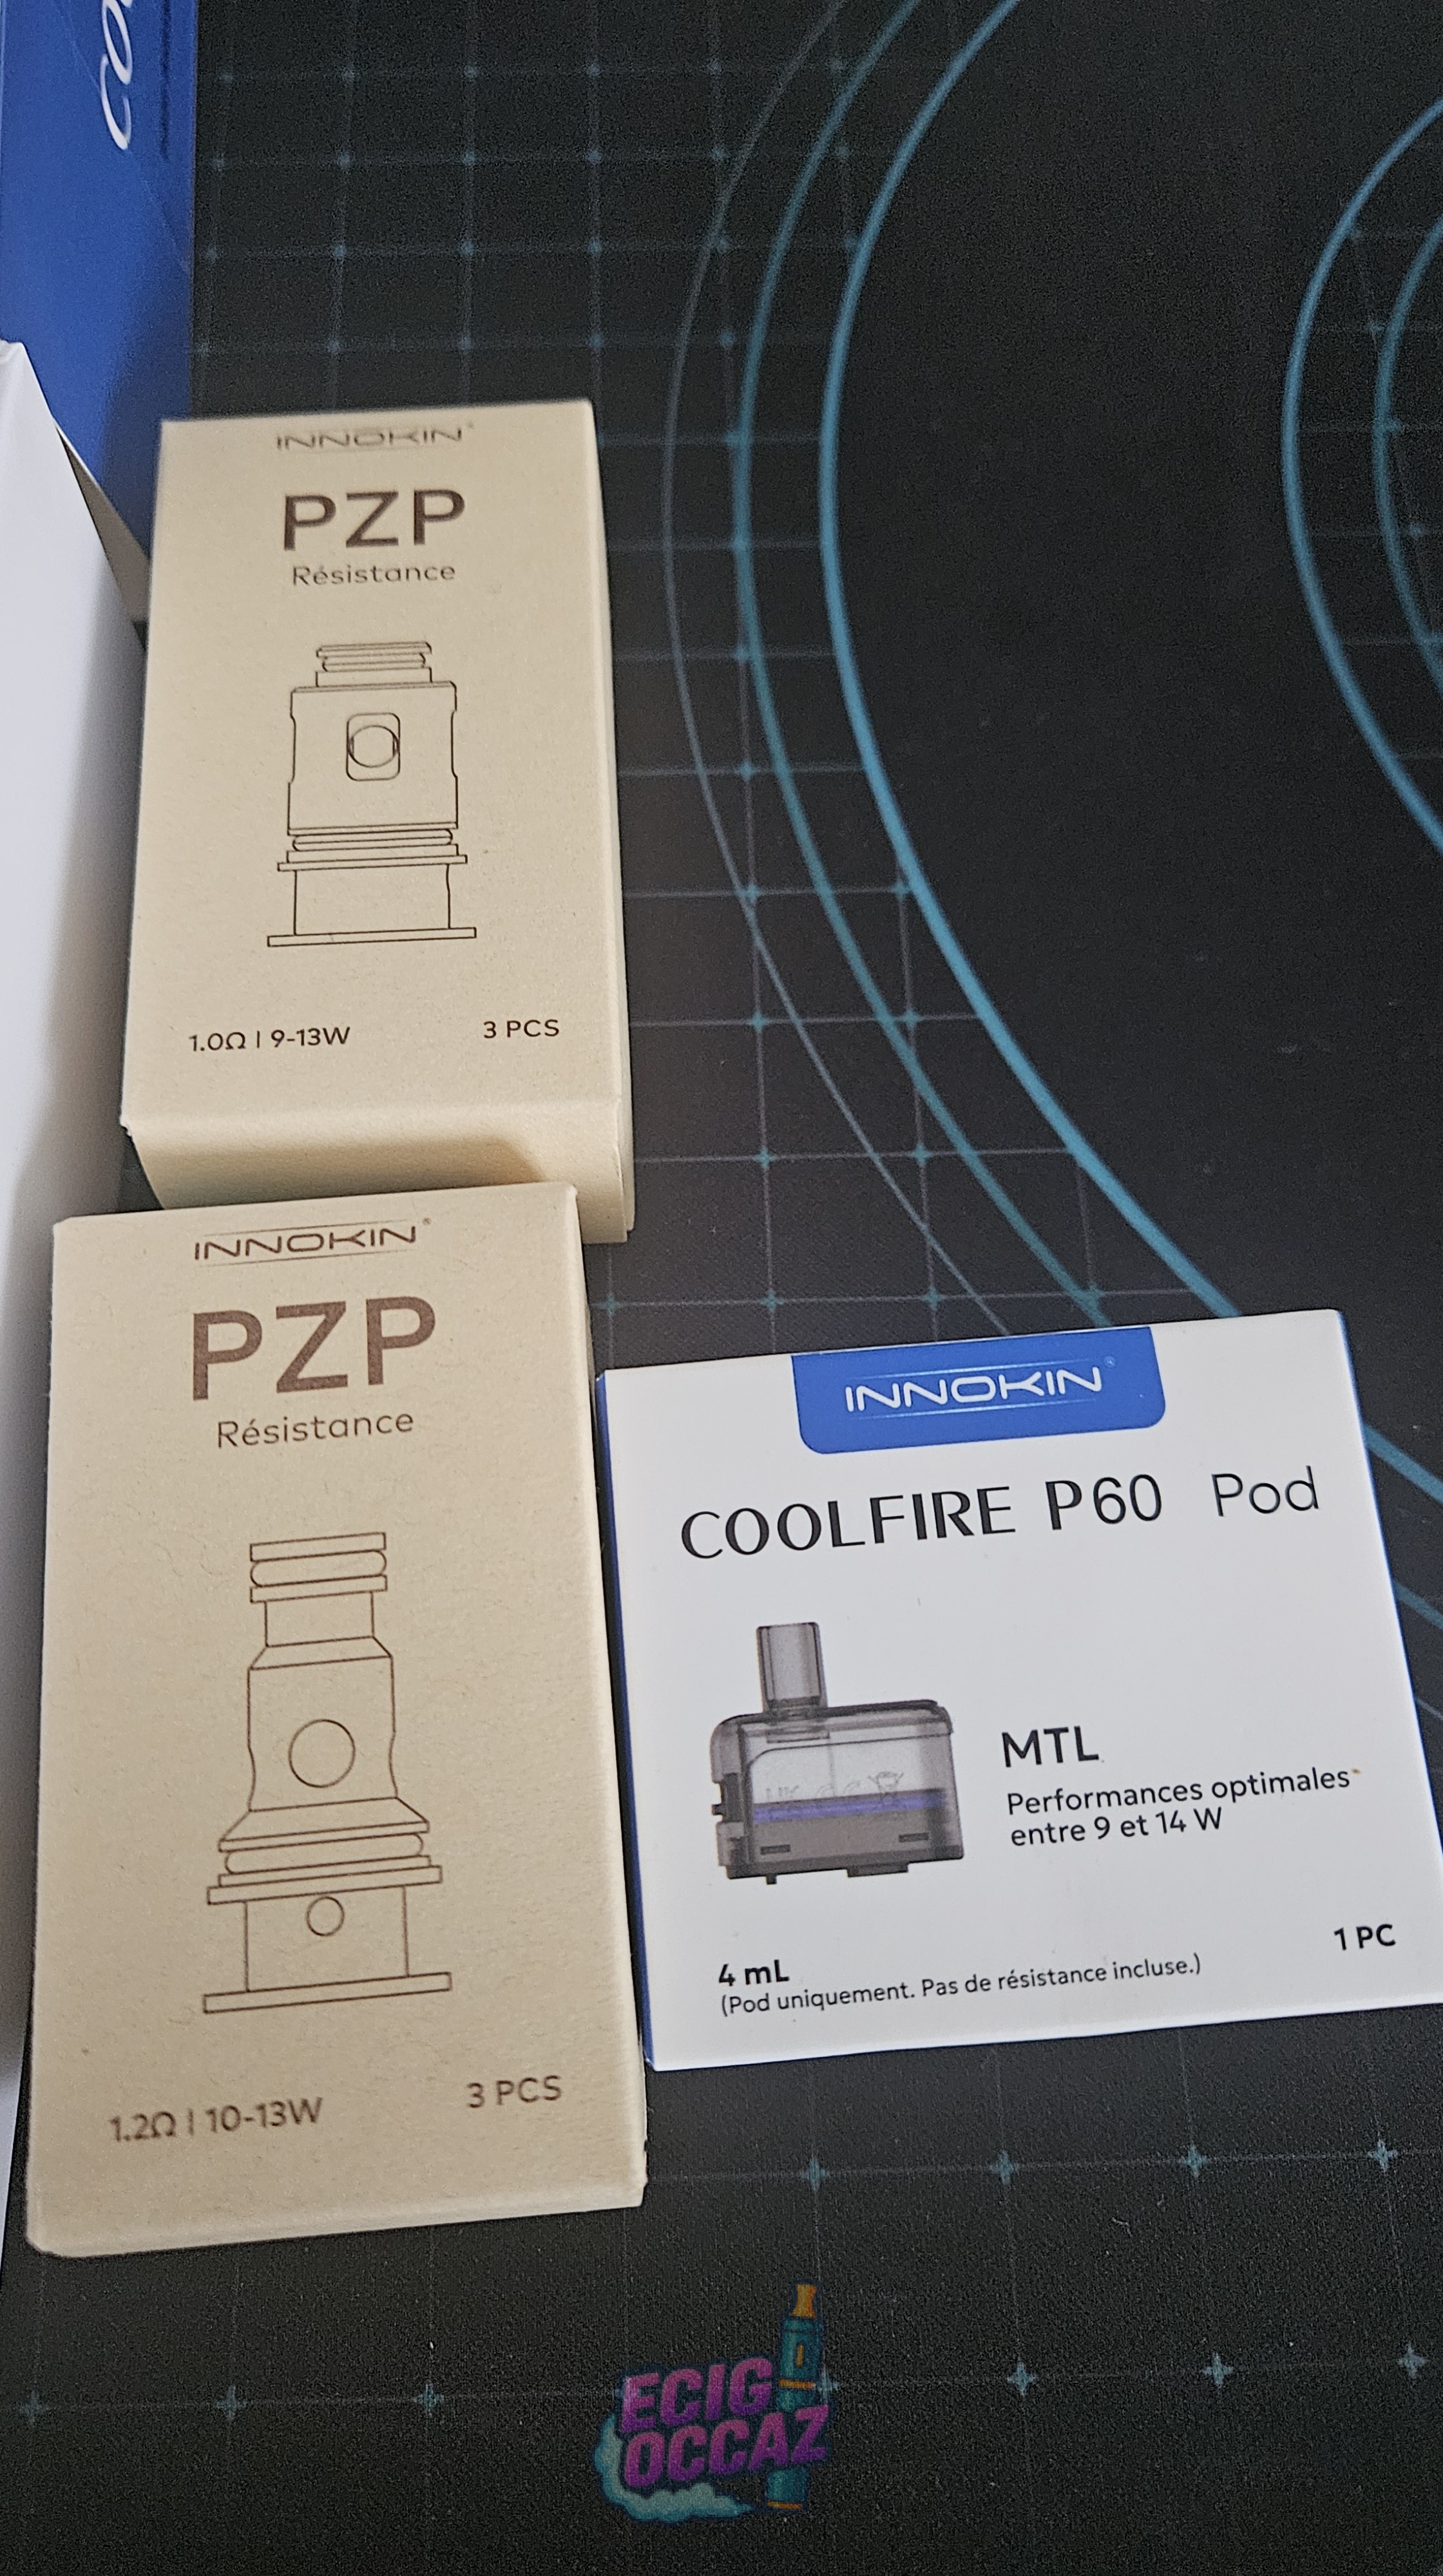 INNOKIN
PZP
Résistance
1.0Ω | 9-13W
3 PCS
INNOKIN®
PZP
Résistance
1.2Ω | 10-13W
3 PCS
INNOKIN®
COOLFIRE P60 Pod
MTL
Performances optimales
entre 9 et 14 W
4 mL
(Pod uniquement. Pas de résistance incluse.)
1 PC
ECIG
OCCAZ